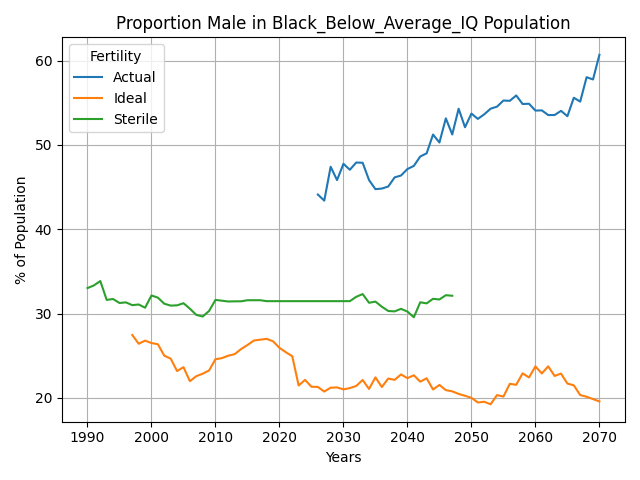 Proportion Male in Black_Below_Average_IQ Population
Fertility
Actual
Ideal
Sterile
% of Population
60
50
40
30
20
1990 2000 2010 2020 2030 2040 2050 2060 2070
Years